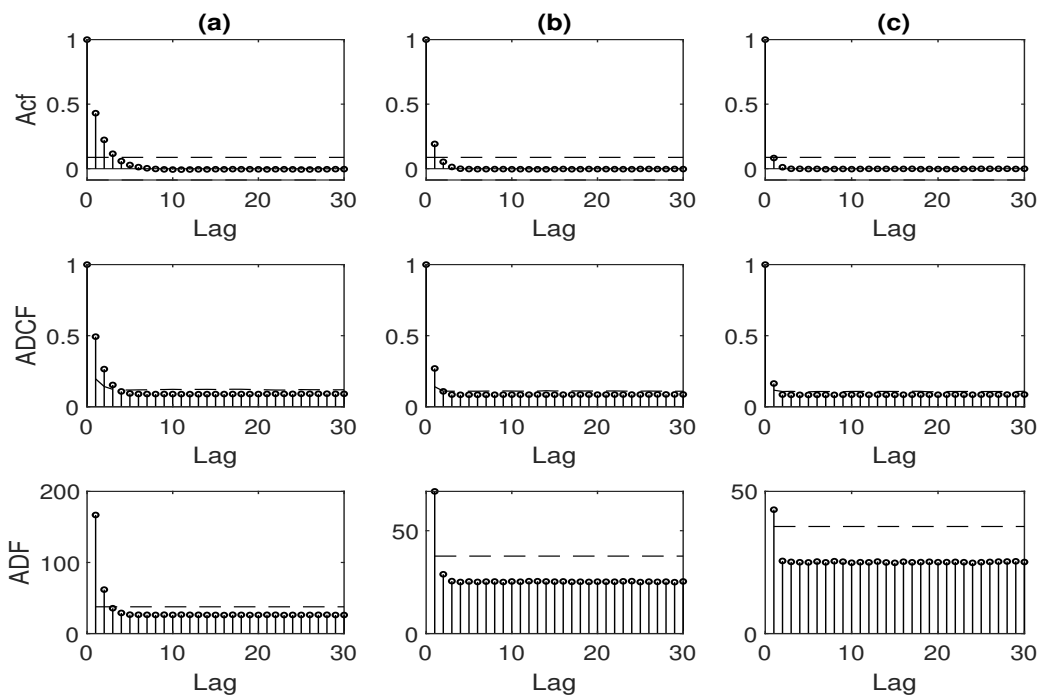 (a) (b) (c)
1 1 1
Acf 0.5 0.5 0.5
0 0 0
0 10 20 30 0 10 20 30 0 10 20 30
Lag Lag Lag
1 1 1
ADCF 0.5 0.5 0.5
0 0 0
0 10 20 30 0 10 20 30 0 10 20 30
Lag Lag Lag
200 50
ADF 100 50
0 0 0
0 10 20 30 0 10 20 30 0 10 20 30
Lag Lag Lag